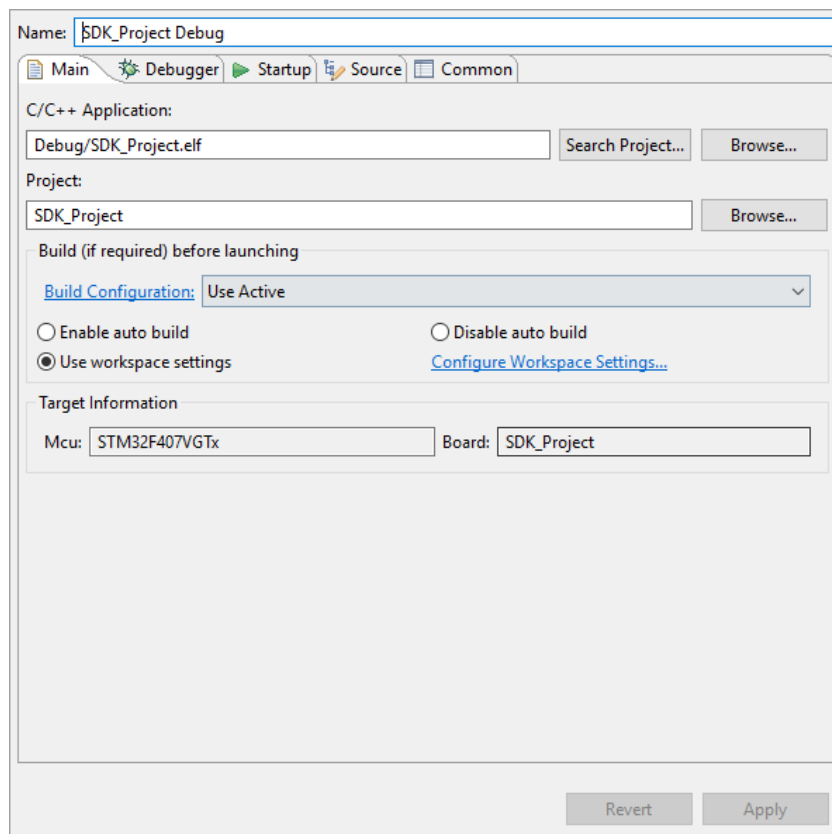 Name: SDK_Project Debug
Main Debugger Startup Source Common
C/C++ Application:
Debug/SDK_Project.elf Search Project... Browse...
Project:
SDK_Project Browse...
Build (if required) before launching
Build Configuration: Use Active
Enable auto build Disable auto build
Use workspace settings Configure Workspace Settings...
Target Information
Mcu: STM32F407VGTx Board: SDK_Project
Revert Apply